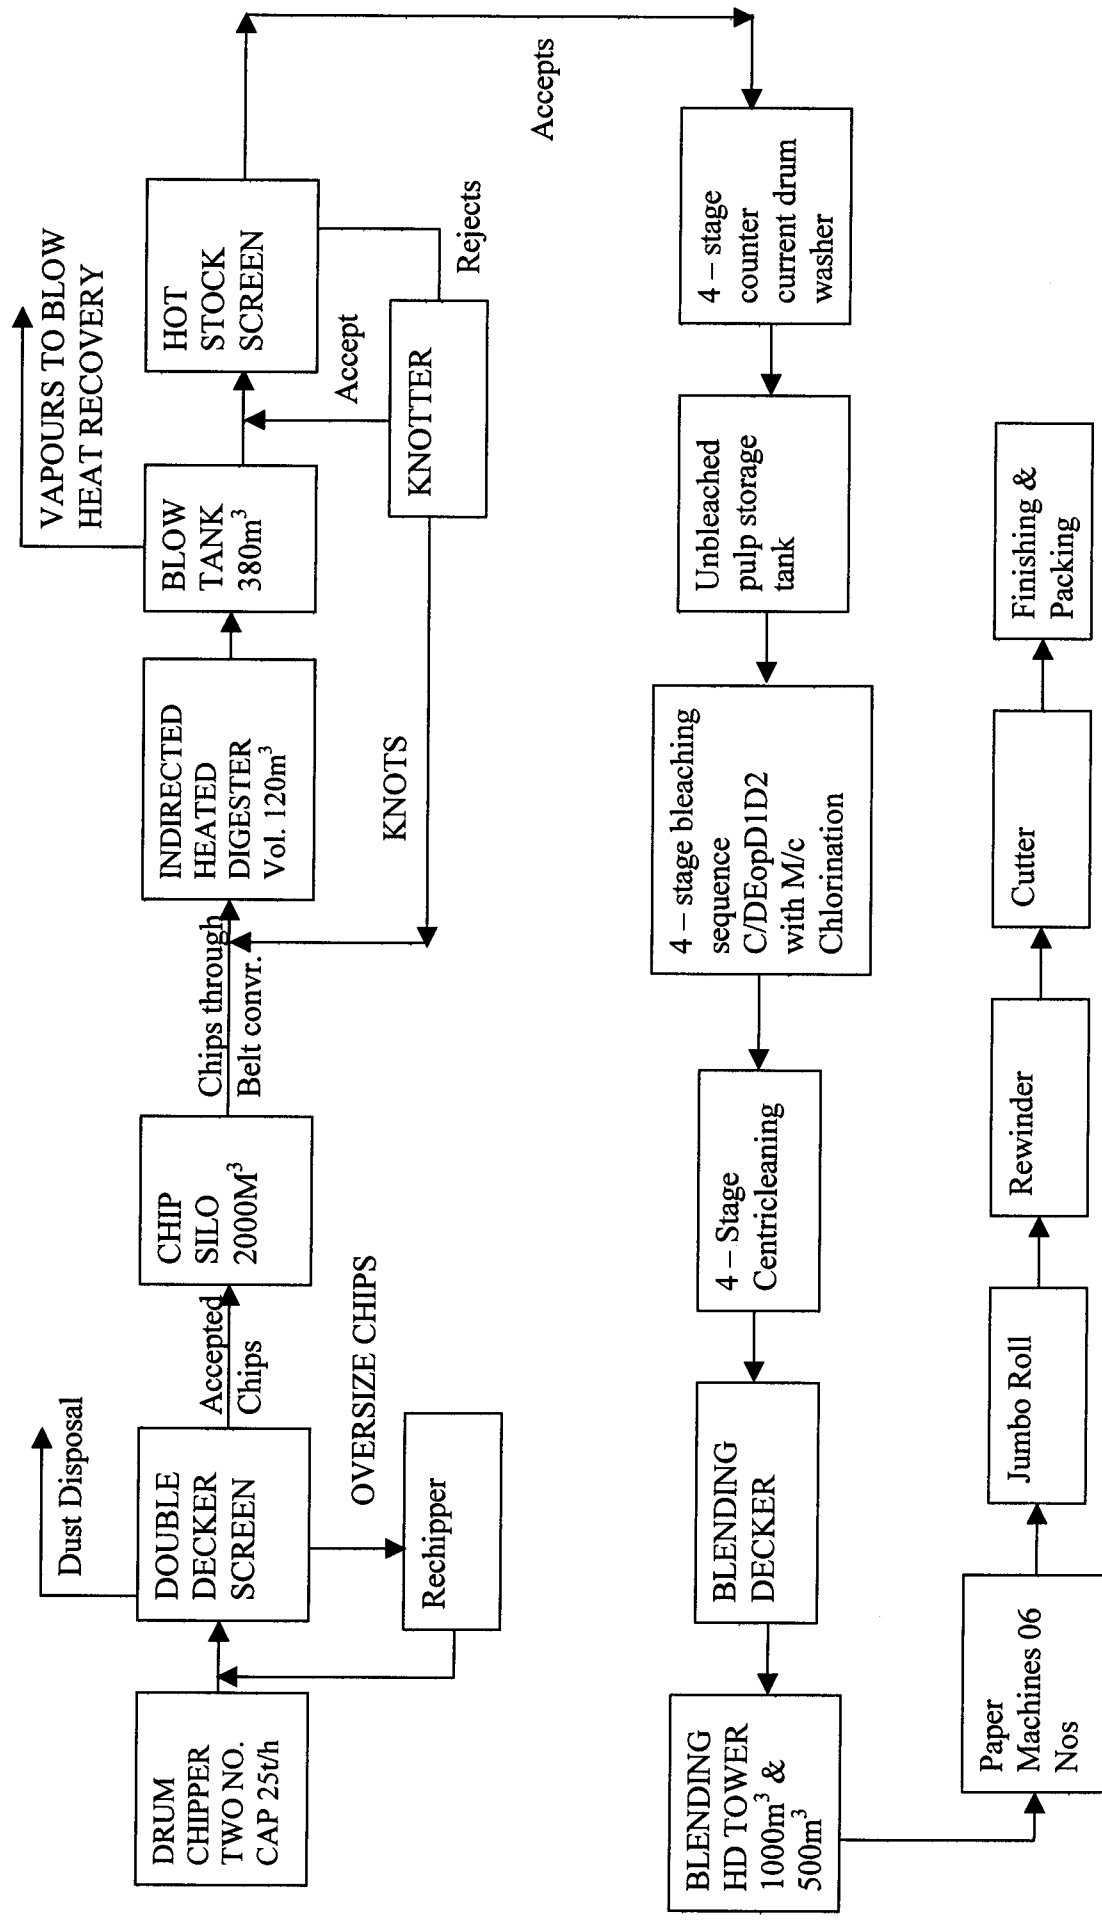 DRUM
CHIPPER
TWO NO.
CAP 25t/h
Dust Disposal
DOUBLE
DECKER
SCREEN
OVERSIZE CHIPS
Rechipper
Accepted
Chips
CHIP
SILO
2000M³
Chips through
Belt convr.
INDIRECTED
HEATED
DIGESTER
Vol. 120m³
KNOTS
BLOW
TANK
380m³
VAPOURS TO BLOW
HEAT RECOVERY
KNOTTER
Accept
HOT
STOCK
SCREEN
Rejects
Accepts
4 – stage
counter
current drum
washer
Unbleached
pulp storage
tank
4 – stage bleaching
sequence
C/DEopD1D2
with M/c
Chlorination
4 – Stage
Centricleaning
BLENDING
DECKER
BLENDING
HD TOWER
1000m³ &
500m³
Paper
Machines 06
Nos
Jumbo Roll
Rewinder
Cutter
Finishing &
Packing